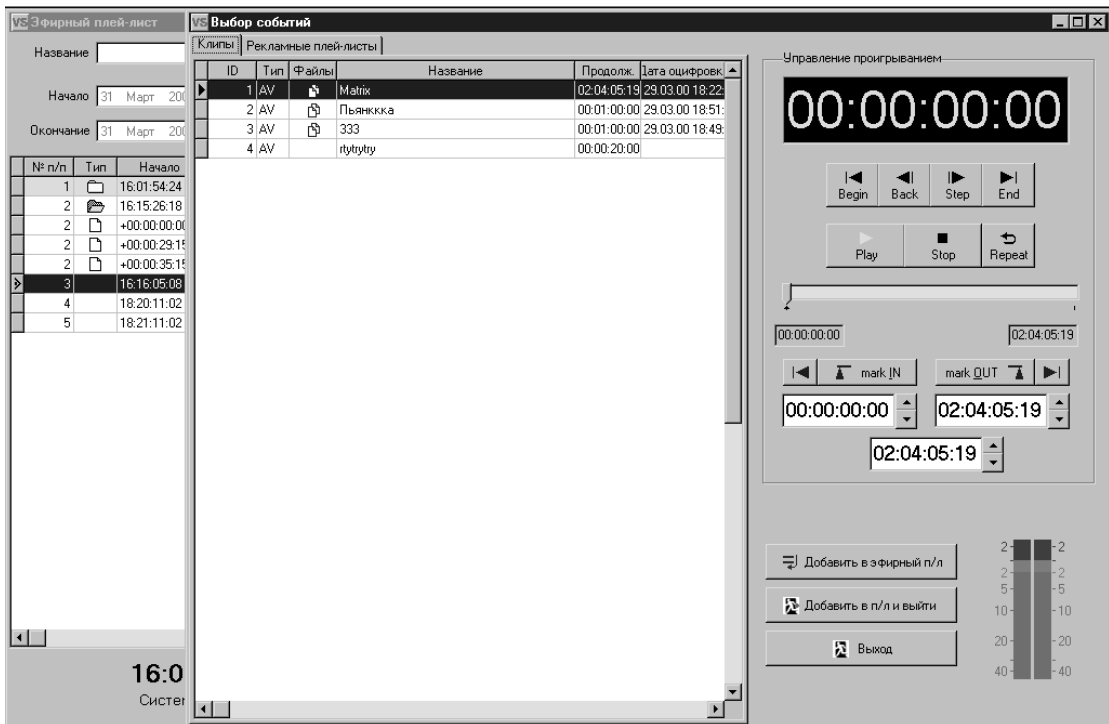 VS Эфирный плей-лист
Название
Начало 31 Март 200
Окончание 31 Март 200
№ п/п Тип Начало
1 16:01:54:24
2 16:15:26:18
2 +00:00:00:00
2 +00:00:29:15
2 +00:00:35:15
3 16:16:05:08
4 18:20:11:02
5 18:21:11:02
16:0
Систе
VS Выбор событий
Клипы Рекламные плей-листы
ID Тип Файлы Название Продолж. Дата оцифровк
1 AV Matrix 02:04:05:19 29.03.00 18:22:
2 AV Пьянккка 00:01:00:00 29.03.00 18:51:
3 AV 333 00:01:00:00 29.03.00 18:49:
4 AV rtytrytry 00:00:20:00
Управление проигрыванием
00:00:00:00
Begin Back Step End
Play Stop Repeat
00:00:00:00 02:04:05:19
mark IN mark OUT
00:00:00:00 02:04:05:19
02:04:05:19
Добавить в эфирный п/л
Добавить в п/л и выйти
Выход
2 2
2 2
5 5
10 10
20 20
40 40